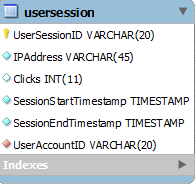 usersession
UserSessionID VARCHAR(20)
IPAddress VARCHAR(45)
Clicks INT(11)
SessionStartTimestamp TIMESTAMP
SessionEndTimestamp TIMESTAMP
UserAccountID VARCHAR(20)
Indexes